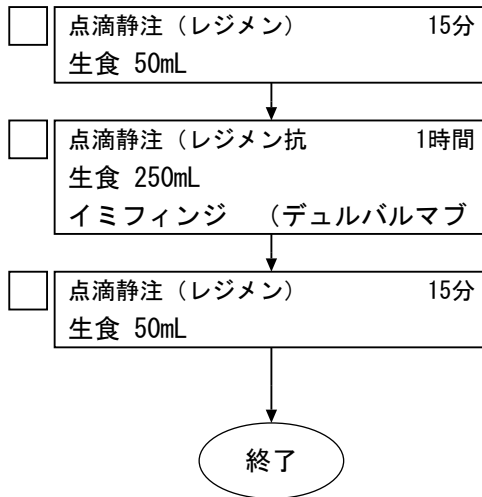 点滴静注（レジメン） 15分
生食 50mL
点滴静注（レジメン抗 1時間
生食 250mL
イミフィンジ （デュルバルマブ
点滴静注（レジメン） 15分
生食 50mL
終了